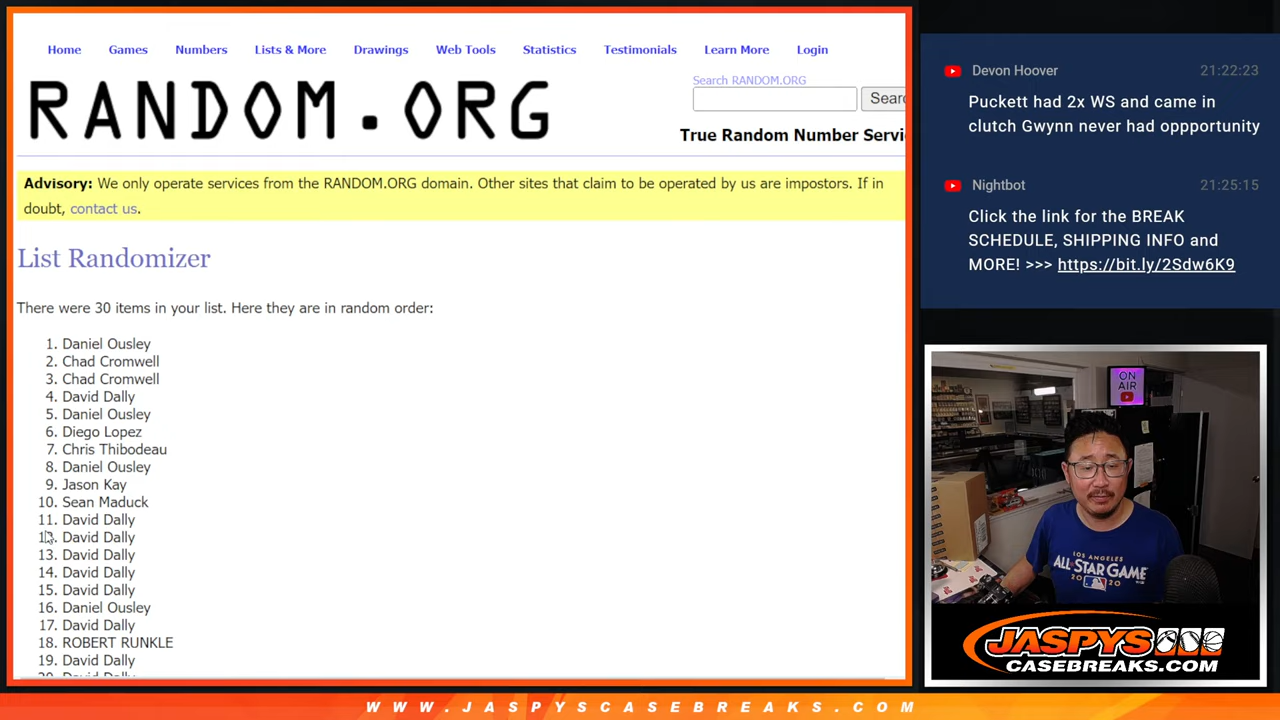 Home Games Numbers Lists & More Drawings Web Tools Statistics Testimonials Learn More Login
RANDOM.ORG
Search RANDOM.ORG
Searc
True Random Number Servi
Advisory: We only operate services from the RANDOM.ORG domain. Other sites that claim to be operated by us are impostors. If in
doubt, contact us.
List Randomizer
There were 30 items in your list. Here they are in random order:
1. Daniel Ousley
2. Chad Cromwell
3. Chad Cromwell
4. David Dally
5. Daniel Ousley
6. Diego Lopez
7. Chris Thibodeau
8. Daniel Ousley
9. Jason Kay
10. Sean Maduck
11. David Dally
12. David Dally
13. David Dally
14. David Dally
15. David Dally
16. Daniel Ousley
17. David Dally
18. ROBERT RUNKLE
19. David Dally
20. David Dally
Devon Hoover 21:22:23
Puckett had 2x WS and came in
clutch Gwynn never had oppportunity
Nightbot 21:25:15
Click the link for the BREAK
SCHEDULE, SHIPPING INFO and
MORE! >>> https://bit.ly/2Sdw6K9
ON
AIR
LOS ANGELES
ALL STAR GAME
2020
JASPYS
CASEBREAKS.COM
WWW.JASPYSCASEBREAKS.COM